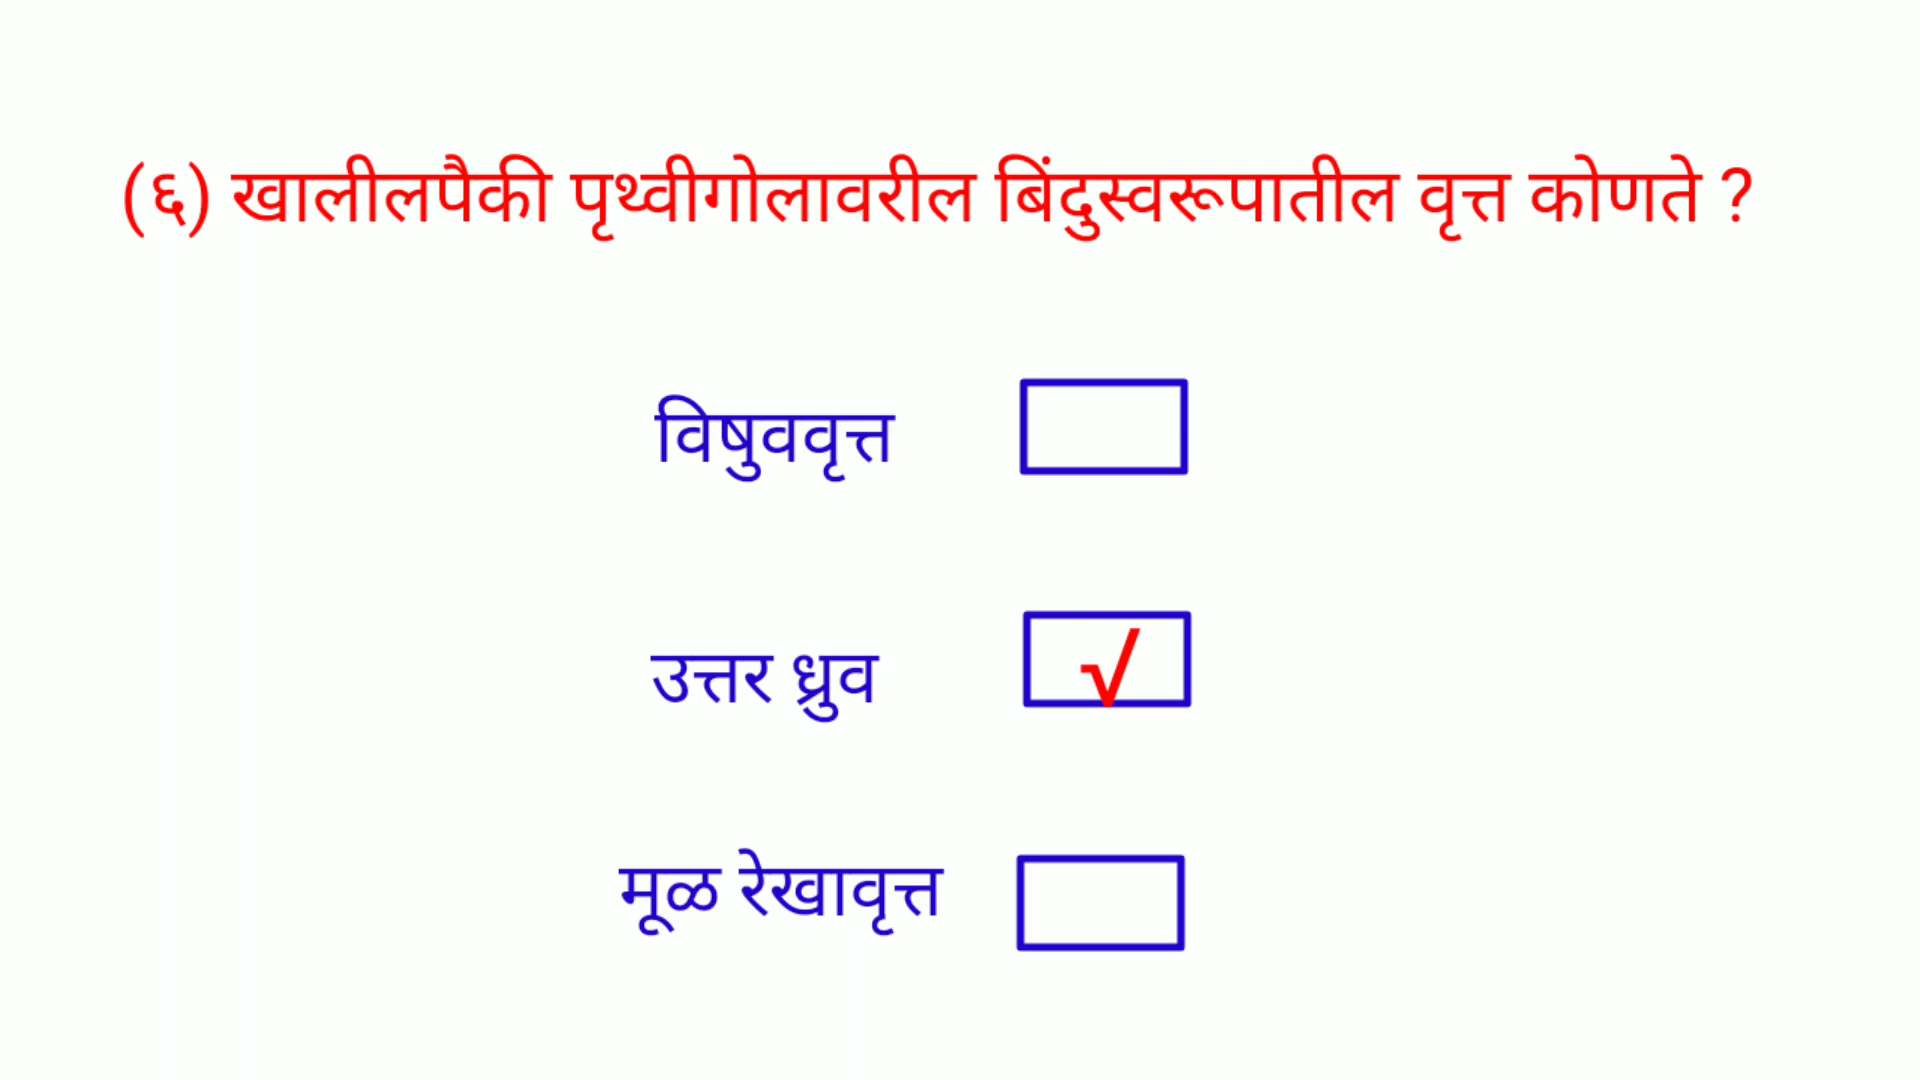 (६) खालीलपैकी पृथ्वीगोलावरील बिंदुस्वरूपातील वृत्त कोणते ?
विषुववृत्त
उत्तर ध्रुव √
मूळ रेखावृत्त